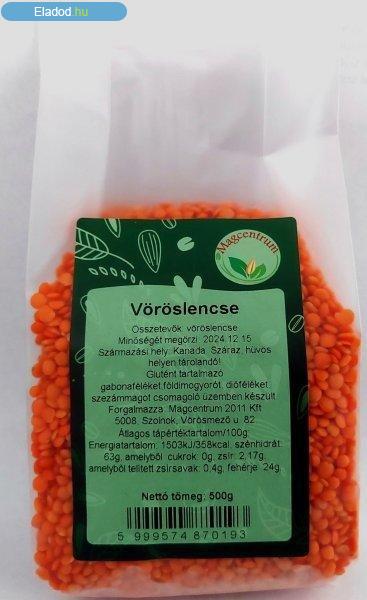 Eladod.hu
Magcentrum
Vöröslencse
Összetevők: vöröslencse
Minőségét megőrzi: 2024.12.15
Származási hely: Kanada. Száraz, hűvös
helyen tárolandó!
Glutént tartalmazó
gabonaféléket,földimogyorót, dióféléket,
szezámmagot csomagoló üzemben készült.
Forgalmazza: Magcentrum 2011 Kft
5008. Szolnok, Vörösmező u. 82.
Átlagos tápértéktartalom/100g:
Energiatartalom: 1503kJ/358kcal, szénhidrát:
63g, amelyből cukrok: 0g, zsír: 2,17g,
amelyből telített zsírsavak: 0,4g, fehérje: 24g
Nettó tömeg: 500g
5 999574 870193